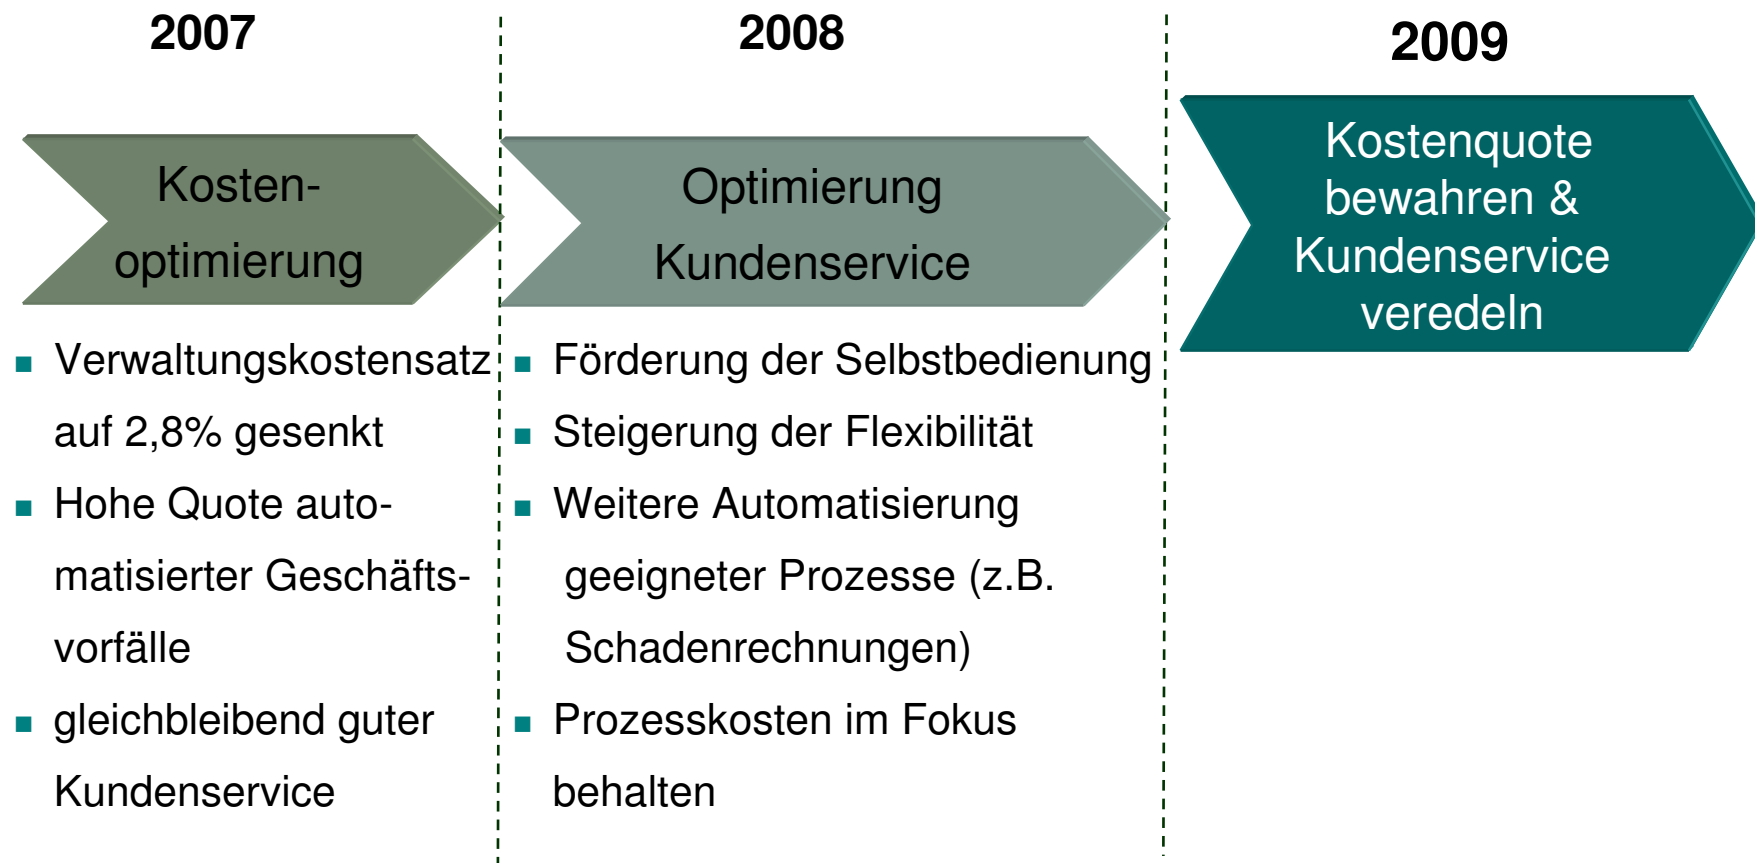 2007
Kosten-
optimierung
Verwaltungskostensatz
auf 2,8% gesenkt
Hohe Quote auto-
matisierter Geschäfts-
vorfälle
gleichbleibend guter
Kundenservice
2008
Optimierung
Kundenservice
Förderung der Selbstbedienung
Steigerung der Flexibilität
Weitere Automatisierung
geeigneter Prozesse (z.B.
Schadenrechnungen)
Prozesskosten im Fokus
behalten
2009
Kostenquote
bewahren &
Kundenservice
veredeln